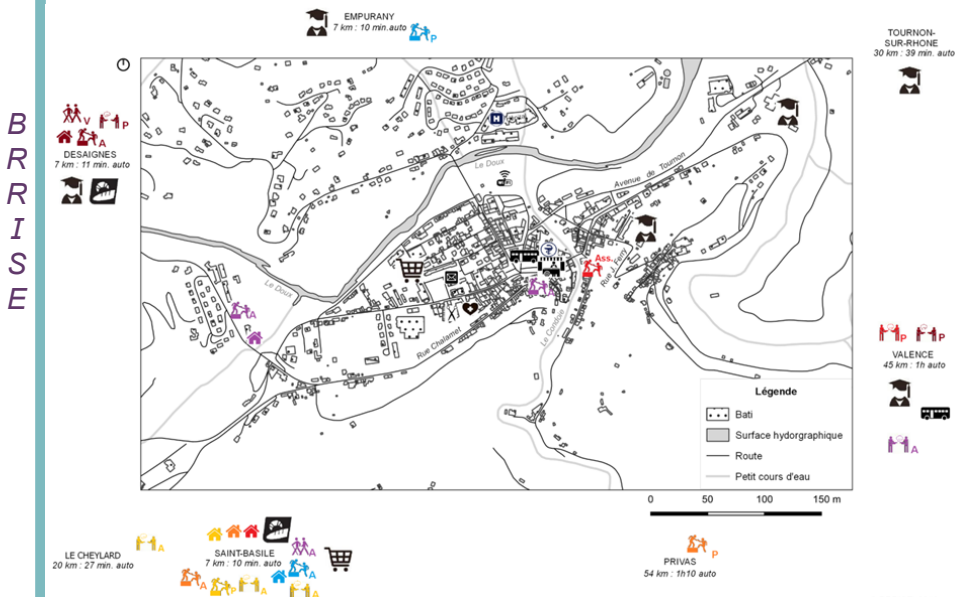 EMPURANY
7 km : 10 min. auto
P
TOURNON-
SUR-RHONE
30 km : 39 min. auto
B
R
R
I
S
E
V
P
A
DESAIGNES
7 km : 11 min. auto
H
Le Doux
Avenue de Tournon
Ass.
Rue J. Ferry
Le Doux
A
A
Rue Chalamet
Le Condoie
P
P
VALENCE
45 km : 1h auto
A
Légende
Bati
Surface hydorgraphique
Route
Petit cours d'eau
0 50 100 150 m
LE CHEYLARD
20 km : 27 min. auto
A
SAINT-BASILE
7 km : 10 min. auto
A
A
A
P
A
A
PRIVAS
54 km : 1h10 auto
P